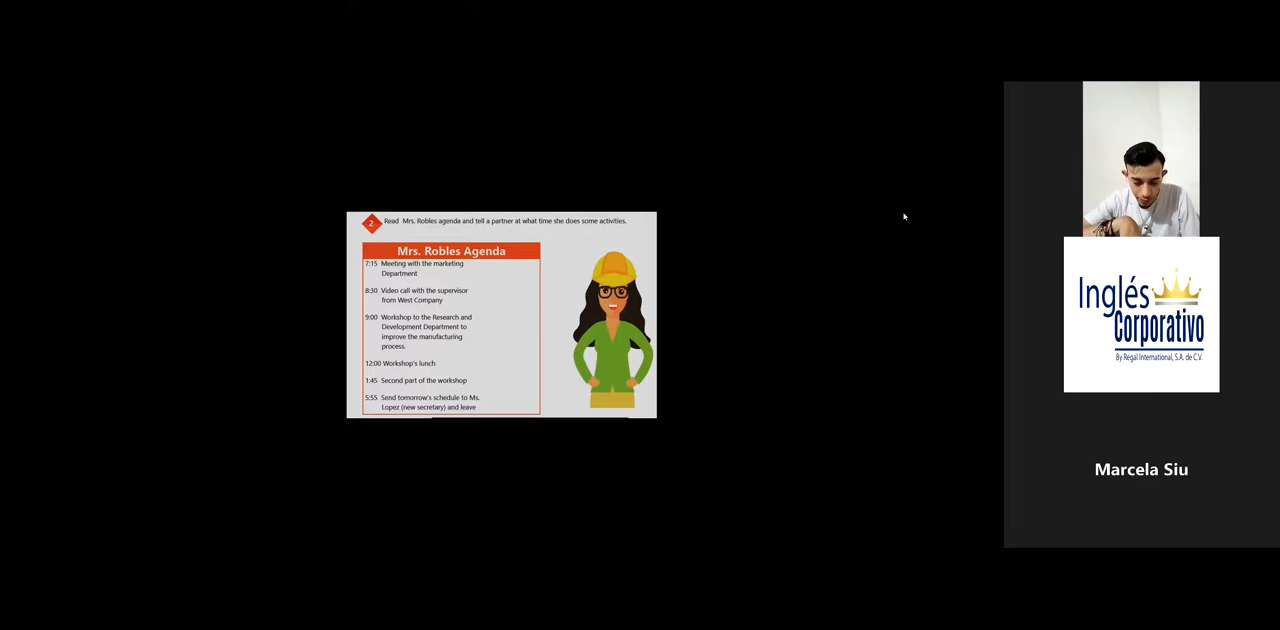 2 Read Mrs. Robles agenda and tell a partner at what time she does some activities.
Mrs. Robles Agenda
7:15 Meeting with the marketing
Department
8:30 Video call with the supervisor
from West Company
9:00 Workshop to the Research and
Development Department to
improve the manufacturing
process.
12:00 Workshop's lunch
1:45 Second part of the workshop
5:55 Send tomorrow's schedule to Ms.
Lopez (new secretary) and leave
Inglés
Corporativo
By Regal International, S.A. de C.V.
Marcela Siu